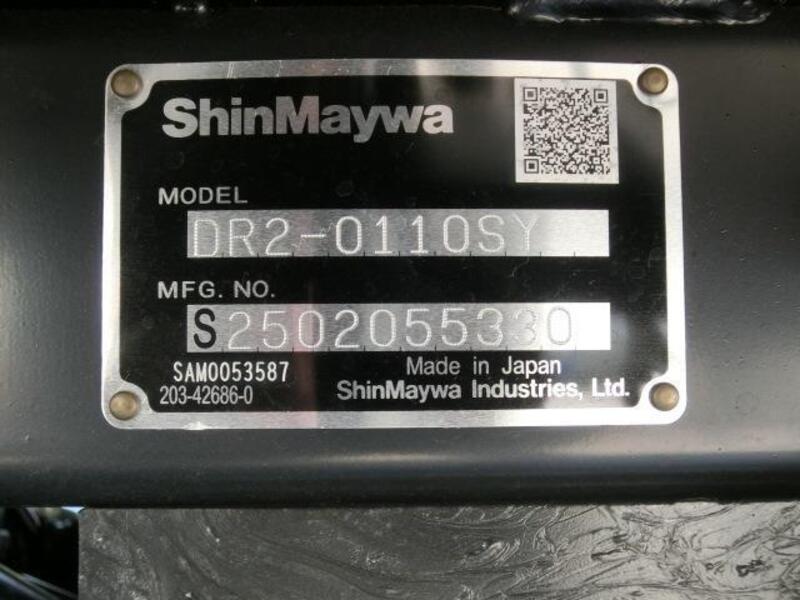 ShinMaywa
MODEL
DR2-0110SY
MFG. NO.
S2502055330
SAM0053587
203-42686-0
Made in Japan
ShinMaywa Industries, Ltd.